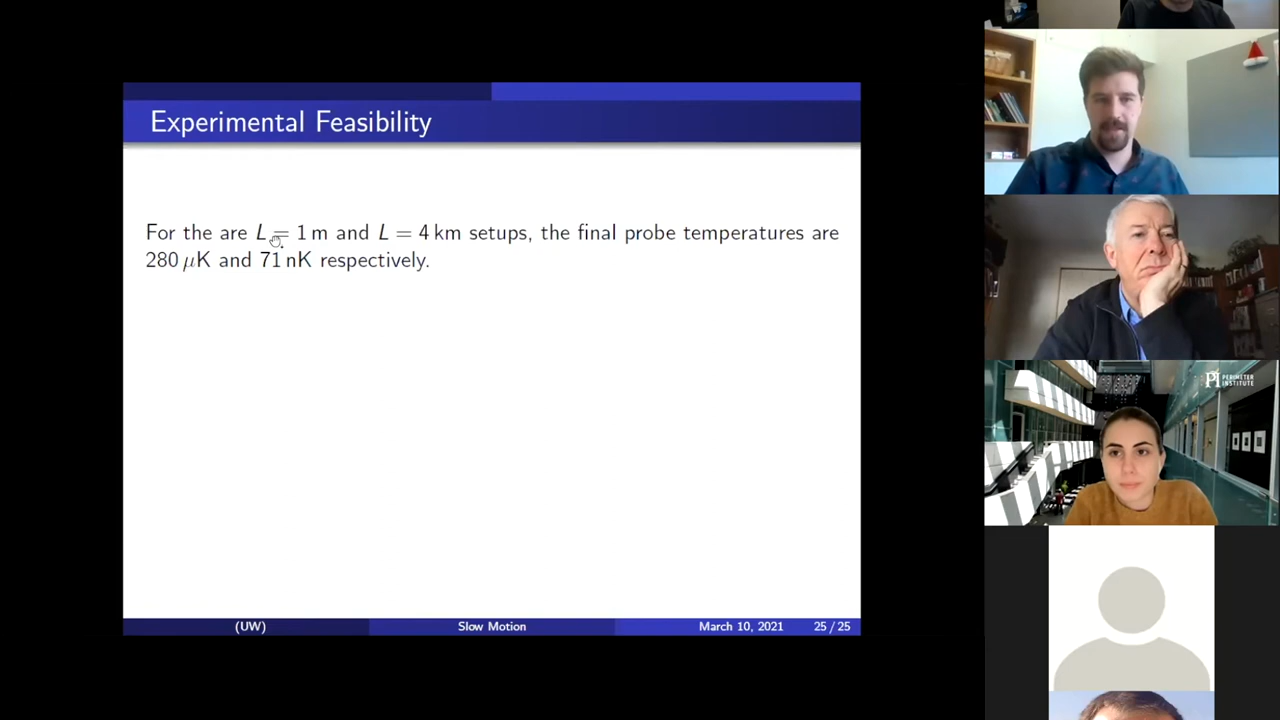 Experimental Feasibility
For the are L = 1 m and L = 4 km setups, the final probe temperatures are
280 μK and 71 nK respectively.
(UW) Slow Motion March 10, 2021 25 / 25
PI PERIMETER
INSTITUTE